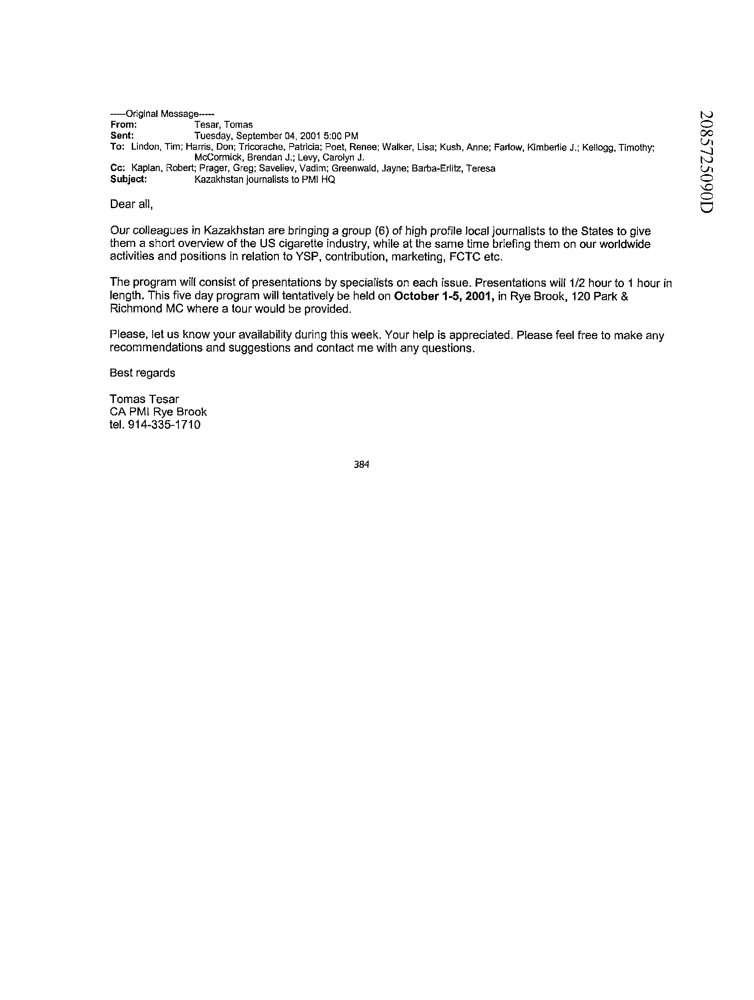 -----Original Message-----
From: Tesar, Tomas
Sent: Tuesday, September 04, 2001 5:00 PM
To: Lindon, Tim; Harris, Don; Tricorache, Patricia; Poet, Renee; Walker, Lisa; Kush, Anne; Farlow, Kimberlie J.; Kellogg, Timothy;
McCormick, Brendan J.; Levy, Carolyn J.
Cc: Kaplan, Robert; Prager, Greg; Saveliev, Vadim; Greenwald, Jayne; Barba-Erlitz, Teresa
Subject: Kazakhstan journalists to PMI HQ
Dear all,
Our colleagues in Kazakhstan are bringing a group (6) of high profile local journalists to the States to give
them a short overview of the US cigarette industry, while at the same time briefing them on our worldwide
activities and positions in relation to YSP, contribution, marketing, FCTC etc.
The program will consist of presentations by specialists on each issue. Presentations will 1/2 hour to 1 hour in
length. This five day program will tentatively be held on October 1-5, 2001, in Rye Brook, 120 Park &
Richmond MC where a tour would be provided.
Please, let us know your availability during this week. Your help is appreciated. Please feel free to make any
recommendations and suggestions and contact me with any questions.
Best regards
Tomas Tesar
CA PMI Rye Brook
tel. 914-335-1710
384
2085725090D